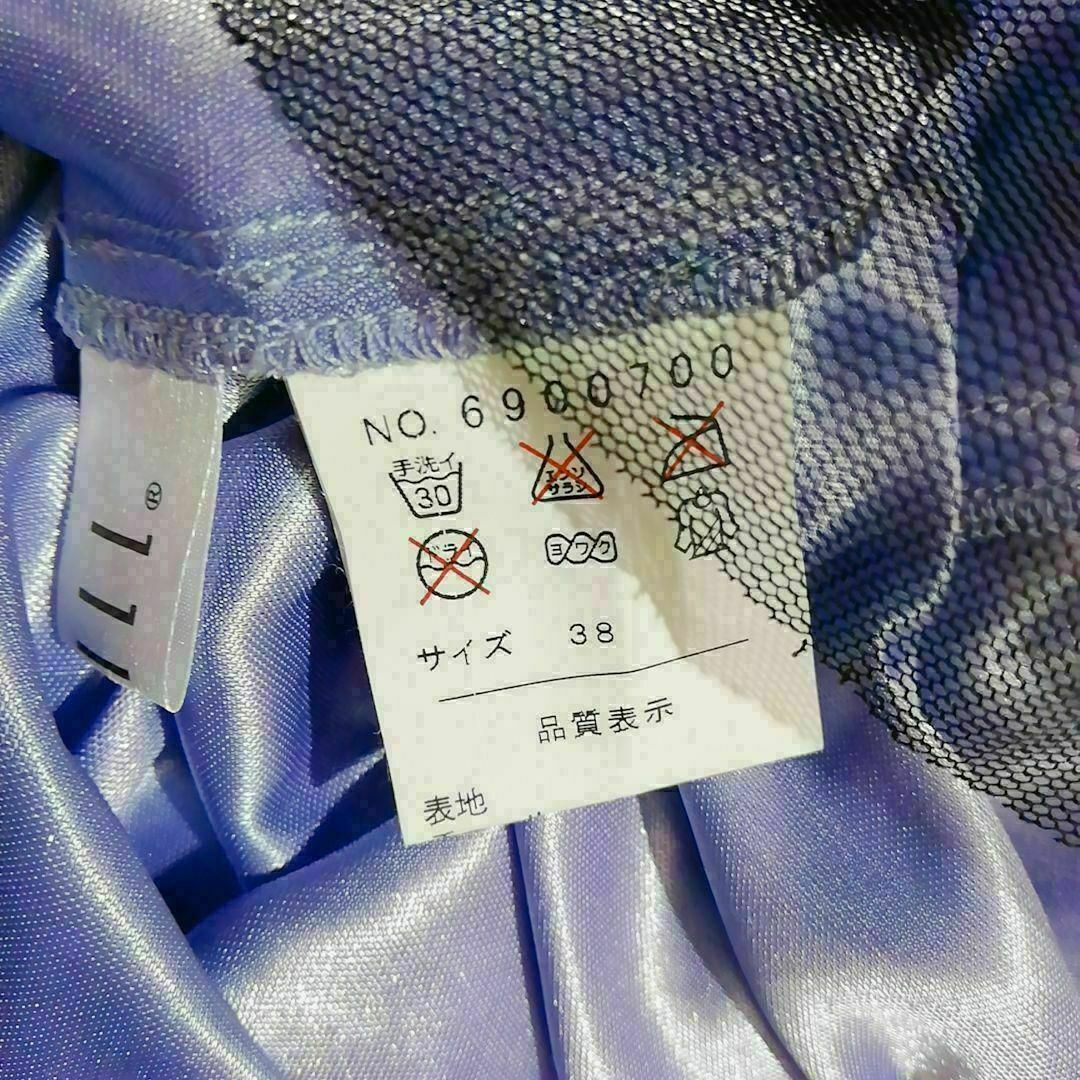 NO. 6900700
手洗イ
30
エンソ
サラシ
ドライ
ヨワク
サイズ 38
品質表示
表地
®